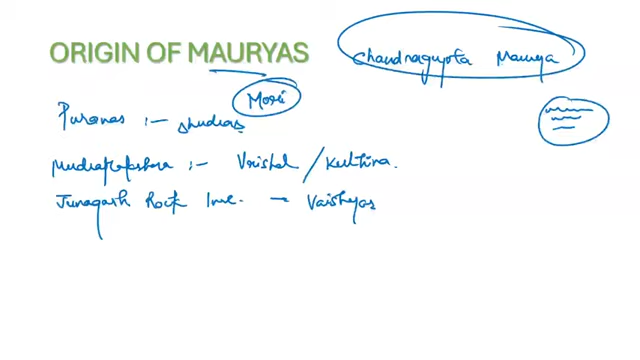 ORIGIN OF MAURYAS
Chandragupta Maurya
Mori
Puranas :- shudras
Mudrarakshasa :- Vrishal / Kulhina.
Junagarh Rock Inc. → Vaishyas